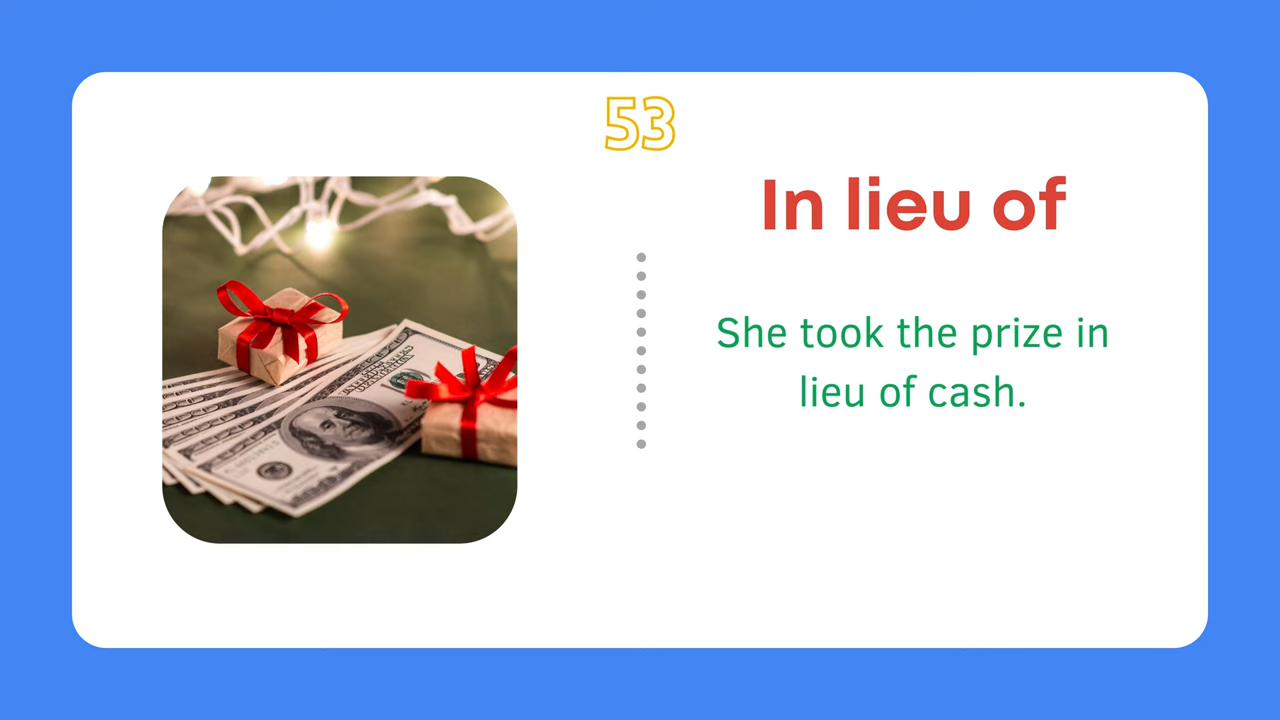 53
In lieu of
She took the prize in
lieu of cash.